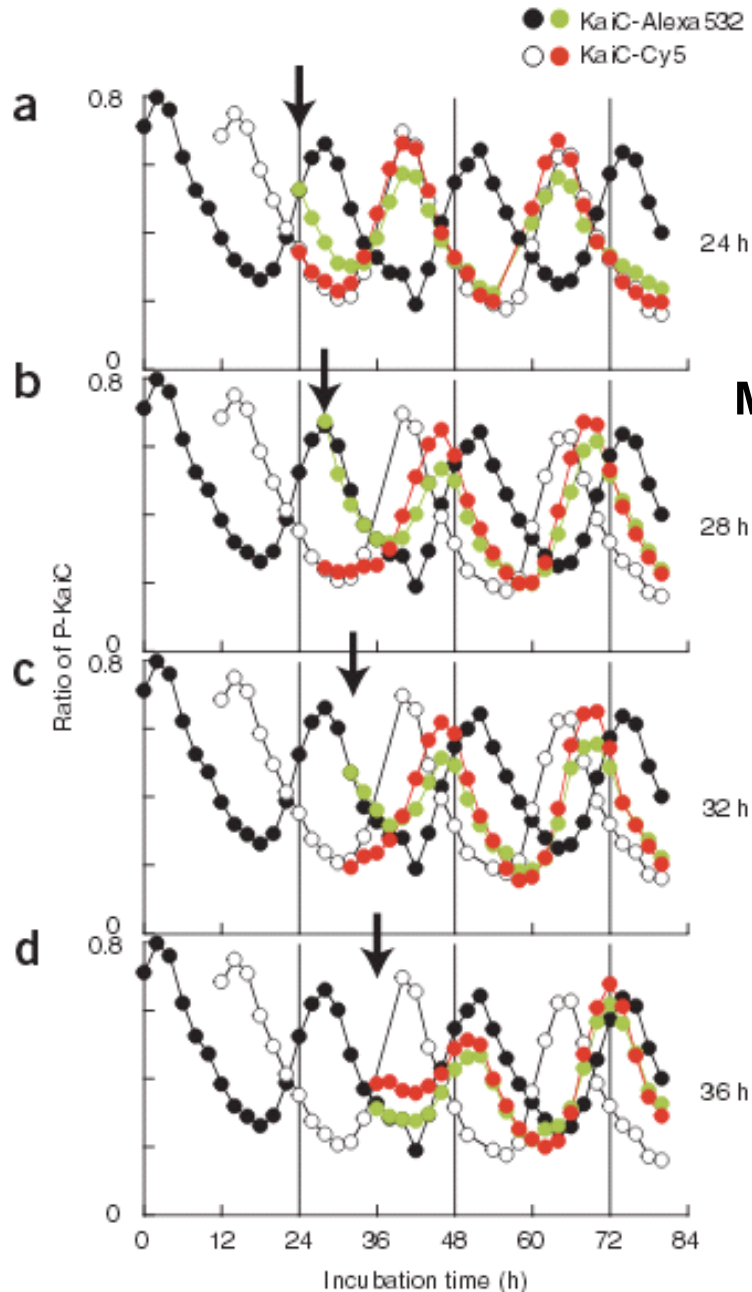 KaiC-Alexa532
KaiC-Cy5
a
0.8
0
24 h
b
0.8
0
28 h
M
c
0.8
0
32 h
d
0.8
0
36 h
Ratio of P-KaiC
0 12 24 36 48 60 72 84
Incubation time (h)